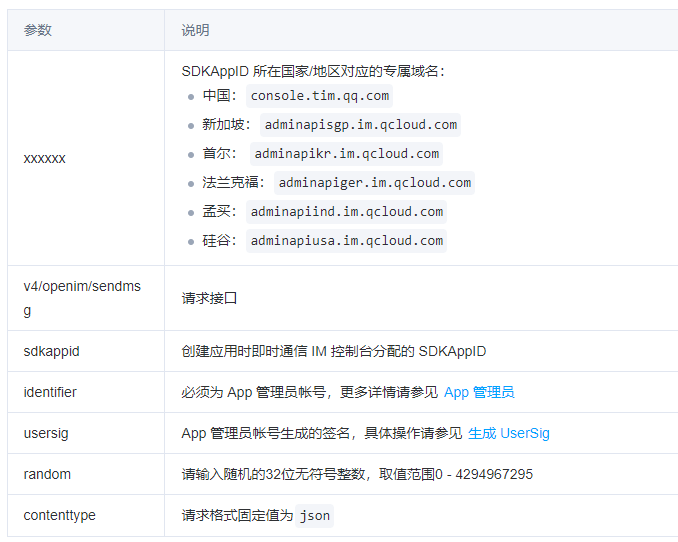 参数 说明
xxxxxx
SDKAppID 所在国家/地区对应的专属域名：
中国： console.tim.qq.com
新加坡： adminapisgp.im.qcloud.com
首尔： adminapikr.im.qcloud.com
法兰克福： adminapiger.im.qcloud.com
孟买： adminapiind.im.qcloud.com
硅谷： adminapiusa.im.qcloud.com
v4/openim/sendms
g
请求接口
sdkappid 创建应用时即时通信 IM 控制台分配的 SDKAppID
identifier 必须为 App 管理员帐号，更多详情请参见 App 管理员
usersig App 管理员帐号生成的签名，具体操作请参见 生成 UserSig
random 请输入随机的32位无符号整数，取值范围0 - 4294967295
contenttype 请求格式固定值为 json